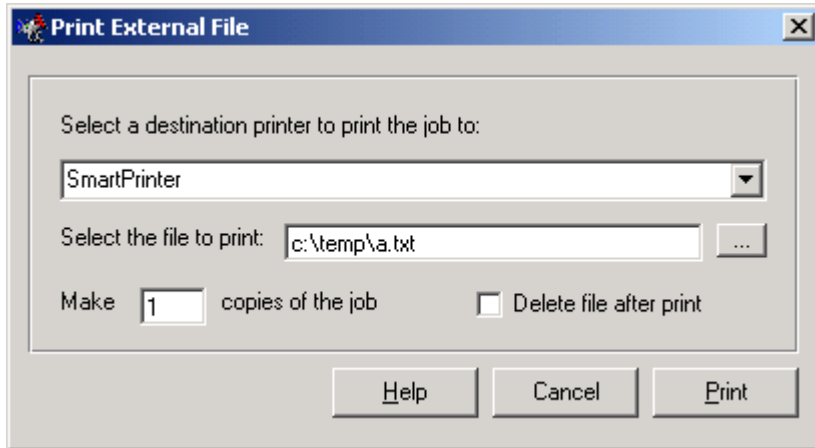 Print External File
Select a destination printer to print the job to:
SmartPrinter
Select the file to print: c:\temp\a.txt ...
Make 1 copies of the job Delete file after print
Help Cancel Print